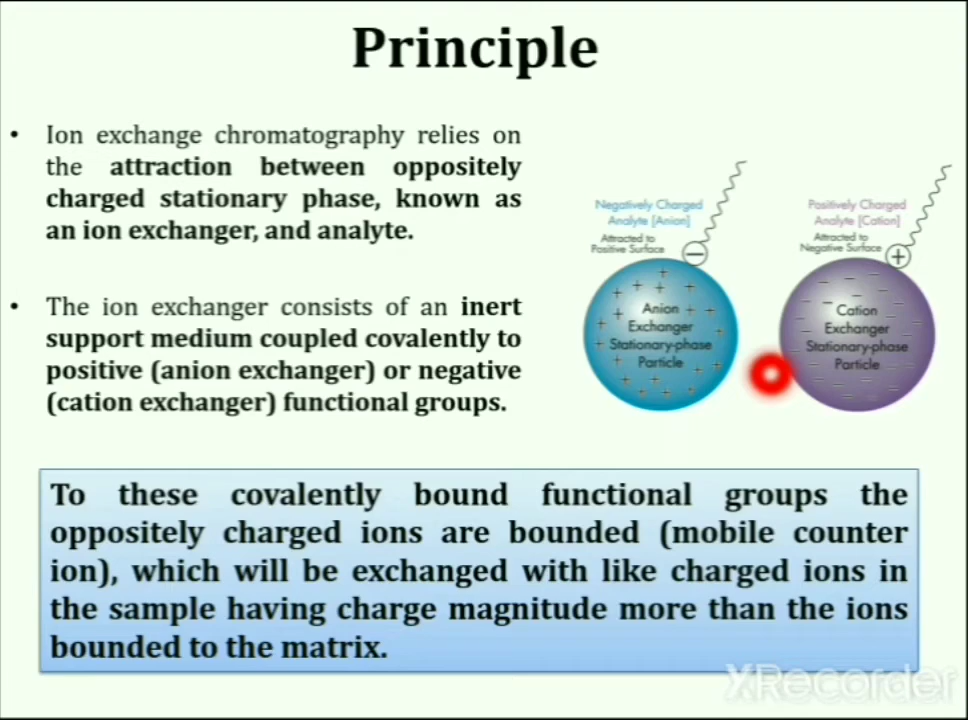 Principle
• Ion exchange chromatography relies on
the attraction between oppositely
charged stationary phase, known as
an ion exchanger, and analyte.
• The ion exchanger consists of an inert
support medium coupled covalently to
positive (anion exchanger) or negative
(cation exchanger) functional groups.
Negatively Charged
Analyte [Anion]
Attracted to
Positive Surface
−
Anion
Exchanger
Stationary-phase
Particle
Positively Charged
Analyte [Cation]
Attracted to
Negative Surface
+
Cation
Exchanger
Stationary-phase
Particle
To these covalently bound functional groups the
oppositely charged ions are bounded (mobile counter
ion), which will be exchanged with like charged ions in
the sample having charge magnitude more than the ions
bounded to the matrix.
XRecorder